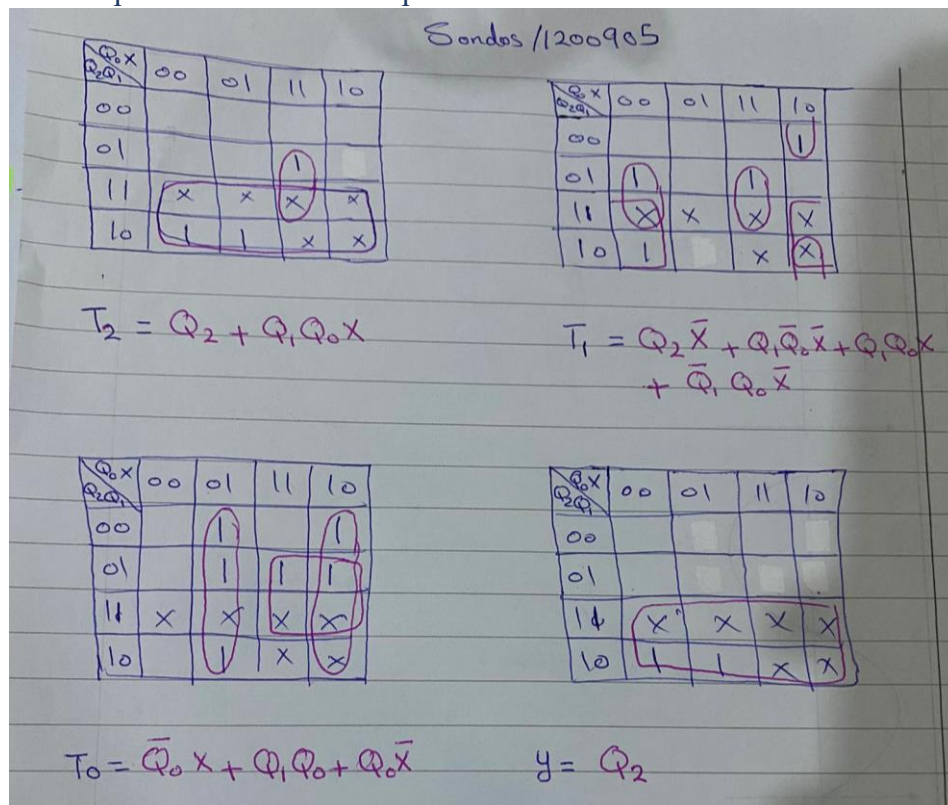 Sondos/1200905
Q₀X
Q₂Q₁ 00 01 11 10
00
01 1
11 x x x x
10 1 1 x x
T₂ = Q₂ + Q₁Q₀X
Q₀X
Q₂Q₁ 00 01 11 10
00 1
01 1 1
11 x x x x
10 1 x x
T₁ = Q₂X̄ + Q₁Q̄₀X̄ + Q₁Q₀X
+ Q̄₁Q₀X̄
Q₀X
Q₂Q₁ 00 01 11 10
00 1 1
01 1 1 1
11 x x x x
10 1 x x
T₀ = Q̄₀X + Q₁Q₀ + Q₀X̄
Q₀X
Q₂Q₁ 00 01 11 10
00
01
11 x x x x
10 1 1 x x
y = Q₂